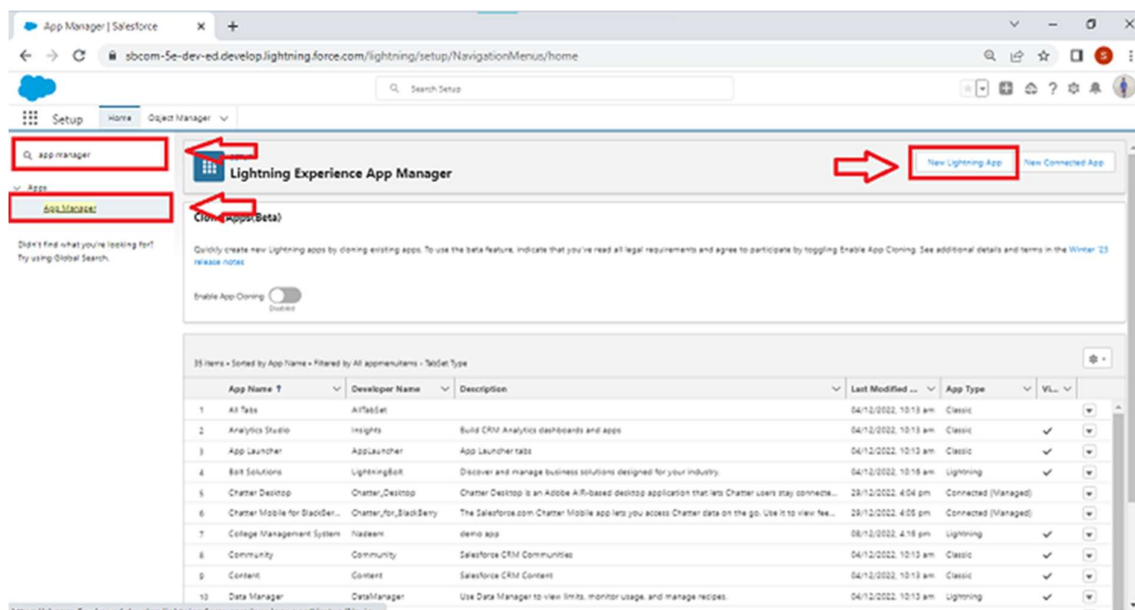 App Manager | Salesforce
sbcom-5e-dev-ed.develop.lightning.force.com/lightning/setup/NavigationMenus/home
S
Search Setup
Setup Home Object Manager
app manager
Apps
App Manager
Didn't find what you're looking for?
Try using Global Search.
Lightning Experience App Manager
New Lightning App New Connected App
Clone Apps(Beta)
Quickly create new Lightning apps by cloning existing apps. To use the beta feature, indicate that you've read all legal requirements and agree to participate by toggling Enable App Cloning. See additional details and terms in the Winter '23
release notes
Enable App Cloning
Disabled
35 items • Sorted by App Name • Filtered by All appmenuitems - TabSet Type
App Name ↑ Developer Name Description Last Modified ... App Type Vi...
1 All Tabs AllTabSet 04/12/2022, 10:13 am Classic
2 Analytics Studio Insights Build CRM Analytics dashboards and apps 04/12/2022, 10:13 am Classic
3 App Launcher AppLauncher App Launcher tabs 04/12/2022, 10:13 am Classic
4 Bolt Solutions LightningBolt Discover and manage business solutions designed for your industry. 04/12/2022, 10:16 am Lightning
5 Chatter Desktop Chatter_Desktop Chatter Desktop is an Adobe AIR-based desktop application that lets Chatter users stay connecte... 29/12/2022, 4:04 pm Connected (Managed)
6 Chatter Mobile for BlackBer... Chatter_for_BlackBerry The Salesforce.com Chatter Mobile app lets you access Chatter data on the go. Use it to view fee... 29/12/2022, 4:05 pm Connected (Managed)
7 College Management System Nadeem demo app 08/12/2022, 4:16 pm Lightning
8 Community Community Salesforce CRM Communities 04/12/2022, 10:13 am Classic
9 Content Content Salesforce CRM Content 04/12/2022, 10:13 am Classic
10 Data Manager DataManager Use Data Manager to view limits, monitor usage, and manage recipes. 04/12/2022, 10:13 am Classic